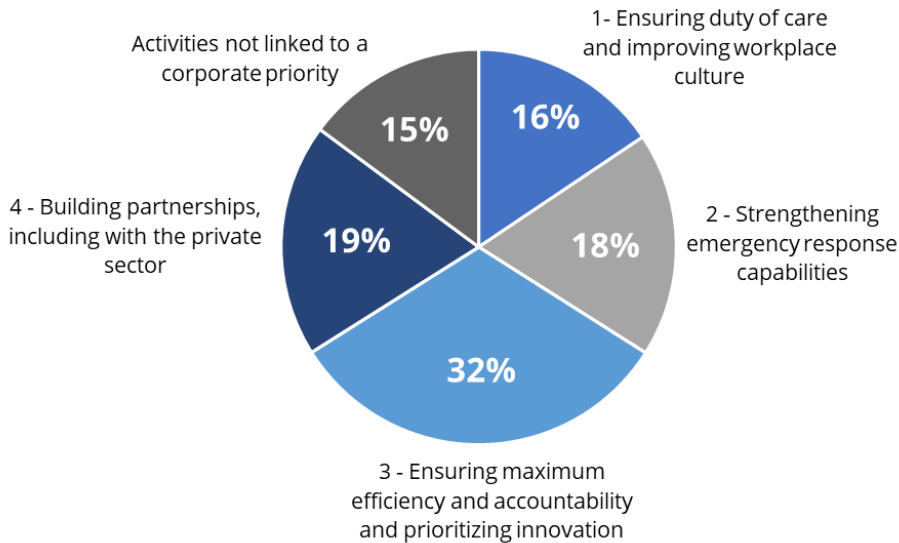 1- Ensuring duty of care
and improving workplace
culture
16%
2 - Strengthening
emergency response
capabilities
18%
3 - Ensuring maximum
efficiency and accountability
and prioritizing innovation
32%
4 - Building partnerships,
including with the private
sector
19%
Activities not linked to a
corporate priority
15%